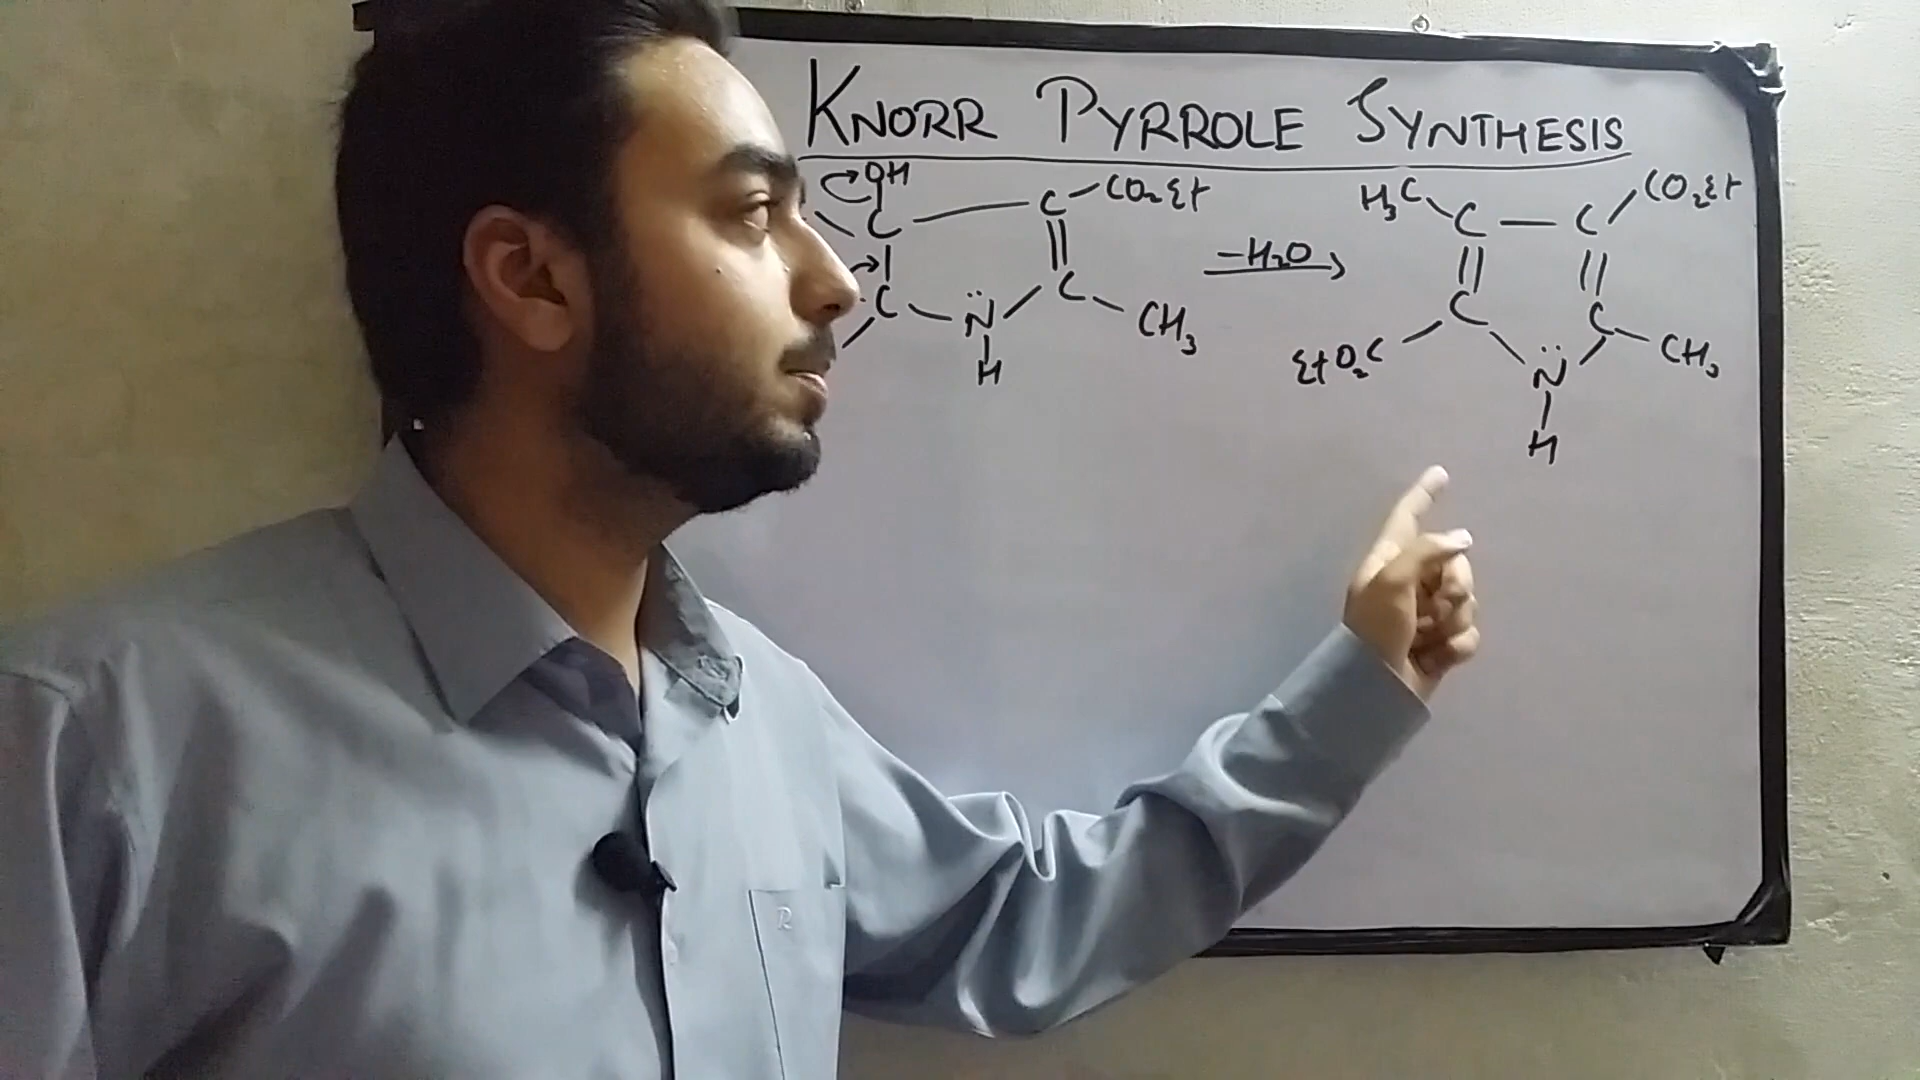 KNORR PYRROLE SYNTHESIS
OH
C — C — CO₂Et
C N C CH₃
H
-H₂O
H₃C C — C CO₂Et
EtO₂C C C CH₃
N
H
R